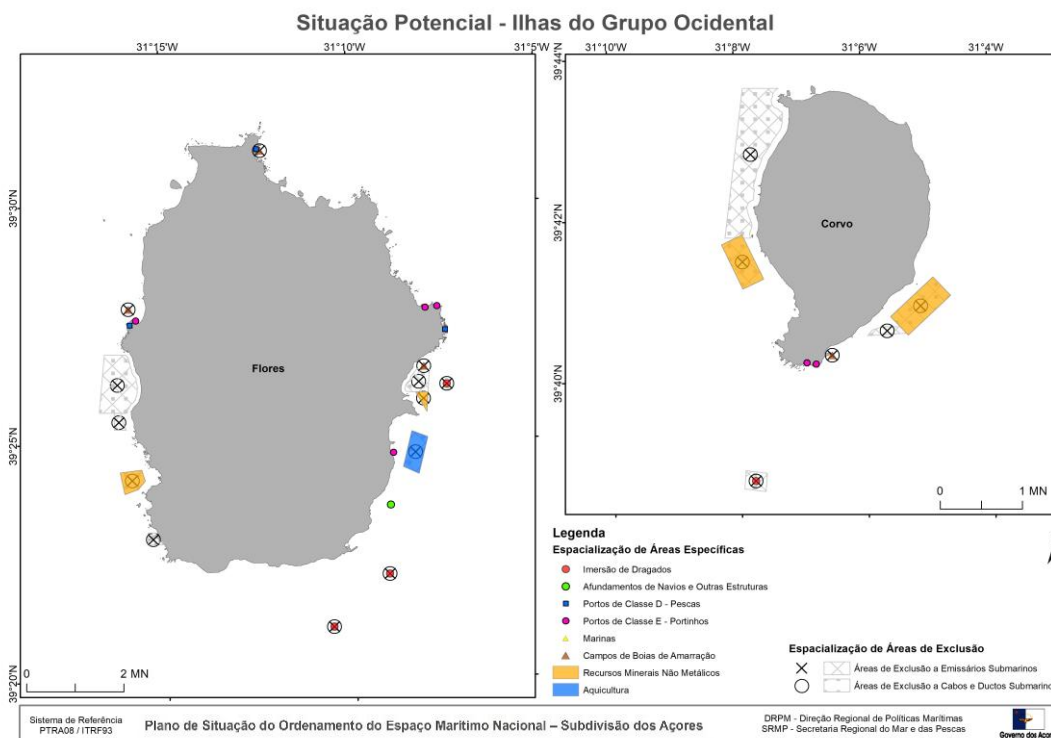 Situação Potencial - Ilhas do Grupo Ocidental
31°15'W 31°10'W 31°5'W
39°30'N
39°25'N
39°20'N
Flores
0 2 MN
31°10'W 31°8'W 31°6'W 31°4'W
39°44'N
39°42'N
39°40'N
Corvo
0 1 MN
Legenda
Espacialização de Áreas Específicas
Imersão de Dragados
Afundamentos de Navios e Outras Estruturas
Portos de Classe D - Pescas
Portos de Classe E - Portinhos
Marinas
Campos de Boias de Amarração
Recursos Minerais Não Metálicos
Aquicultura
Espacialização de Áreas de Exclusão
Áreas de Exclusão a Emissários Submarinos
Áreas de Exclusão a Cabos e Ductos Submarino
Sistema de Referência
PTRA08 / ITRF93
Plano de Situação do Ordenamento do Espaço Marítimo Nacional – Subdivisão dos Açores
DRPM - Direção Regional de Políticas Marítimas
SRMP - Secretaria Regional do Mar e das Pescas
Governo dos Açor